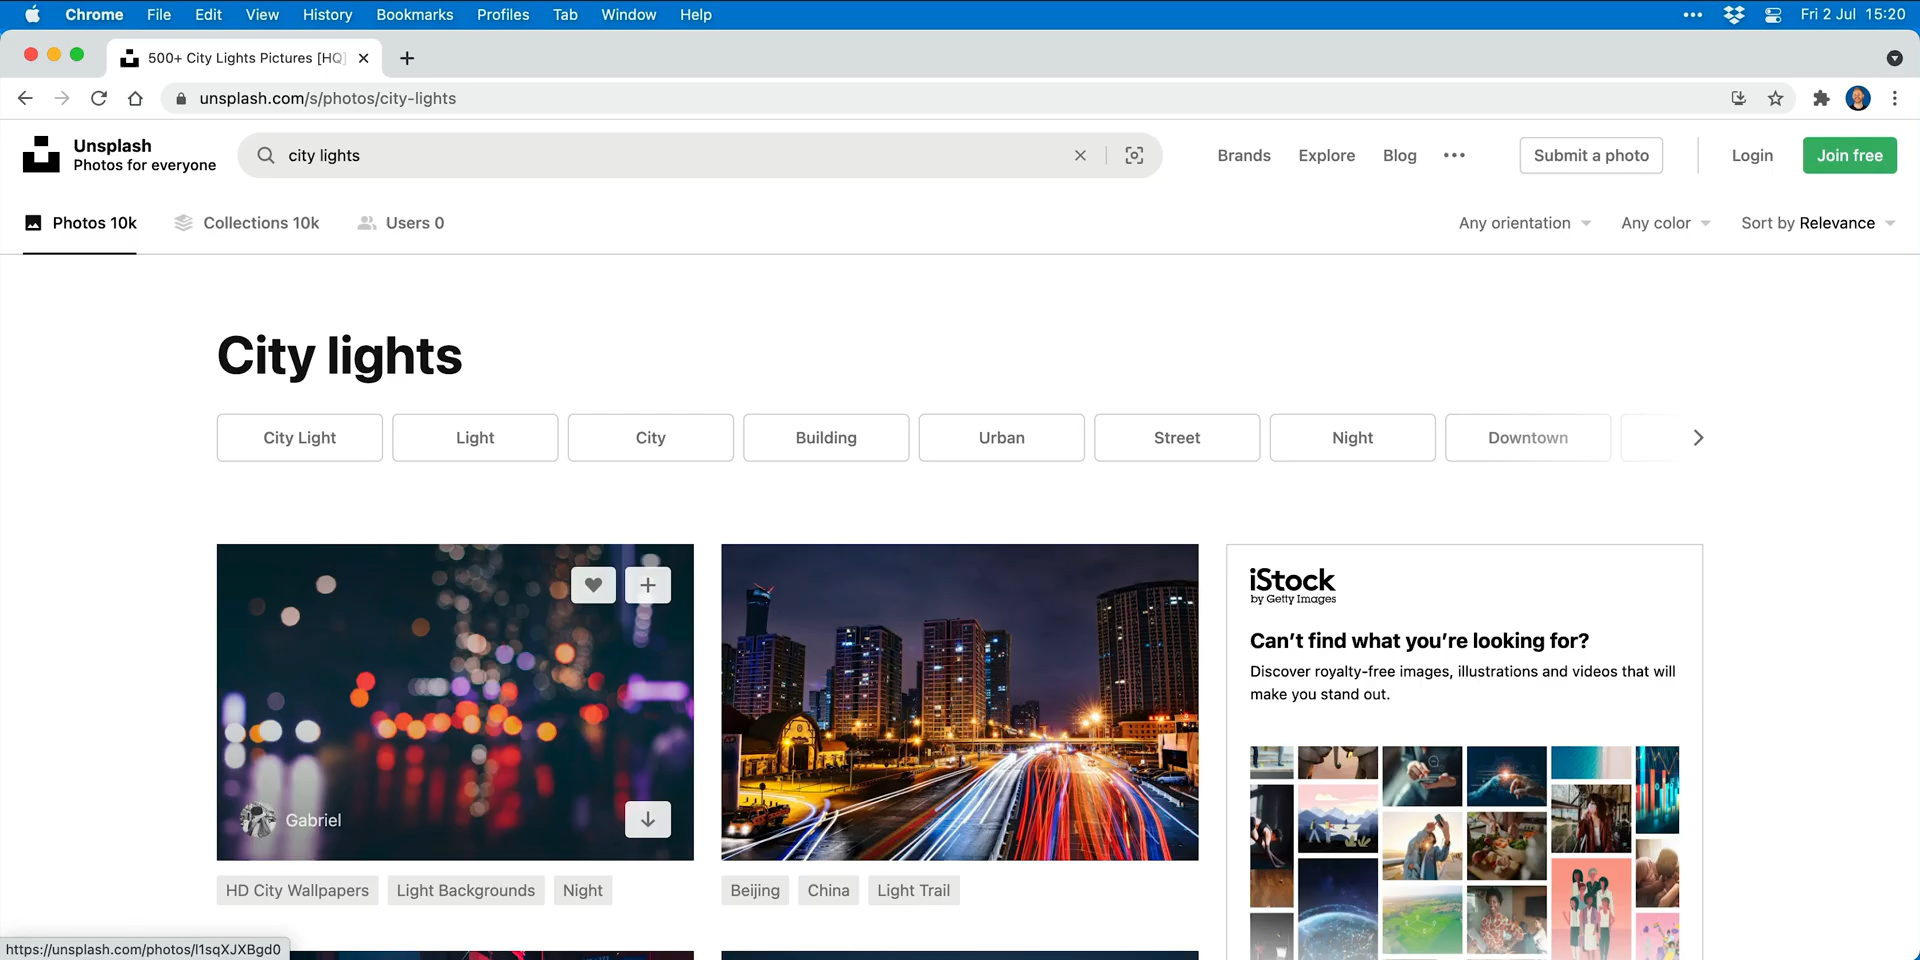 Chrome File Edit View History Bookmarks Profiles Tab Window Help Fri 2 Jul 15:20
500+ City Lights Pictures [HQ]
unsplash.com/s/photos/city-lights
Unsplash
Photos for everyone
city lights
Brands Explore Blog Submit a photo Login Join free
Photos 10k Collections 10k Users 0 Any orientation Any color Sort by Relevance
City lights
City Light Light City Building Urban Street Night Downtown
iStock
by Getty Images
Can't find what you're looking for?
Discover royalty-free images, illustrations and videos that will
make you stand out.
Gabriel
HD City Wallpapers Light Backgrounds Night Beijing China Light Trail
https://unsplash.com/photos/l1sqXJXBgd0